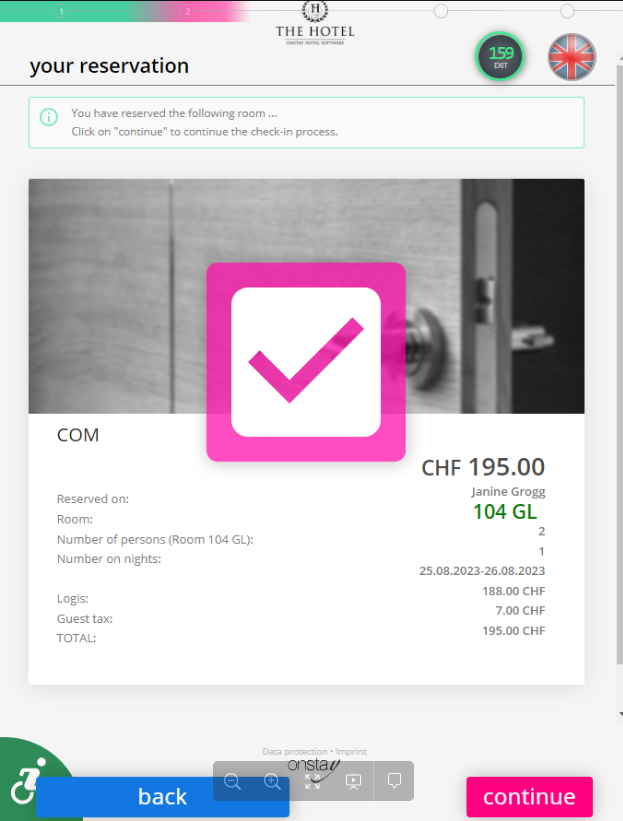 1
2
H
THE HOTEL
ONSTAY HOTEL SOFTWARE
your reservation
159
EXIT
You have reserved the following room ...
Click on "continue" to continue the check-in process.
COM
CHF 195.00
Reserved on: Janine Grogg
Room: 104 GL
Number of persons (Room 104 GL): 2
Number on nights: 1
25.08.2023-26.08.2023
Logis: 188.00 CHF
Guest tax: 7.00 CHF
TOTAL: 195.00 CHF
Data protection • Imprint
onstay
back
continue